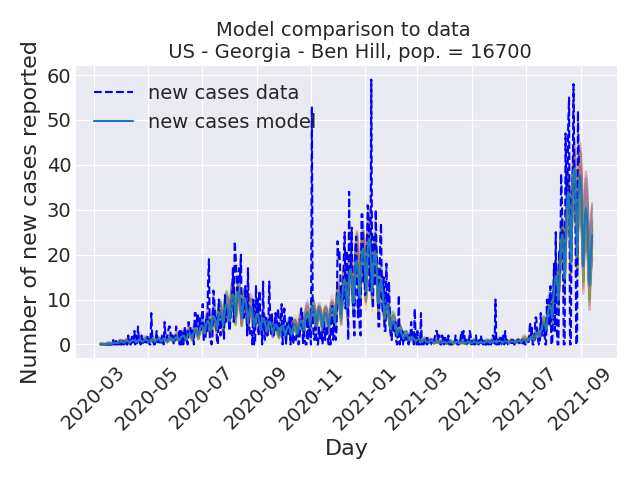 Model comparison to data
US - Georgia - Ben Hill, pop. = 16700
Number of new cases reported
60
50
40
30
20
10
0
new cases data
new cases model
2020-03
2020-05
2020-07
2020-09
2020-11
2021-01
2021-03
2021-05
2021-07
2021-09
Day